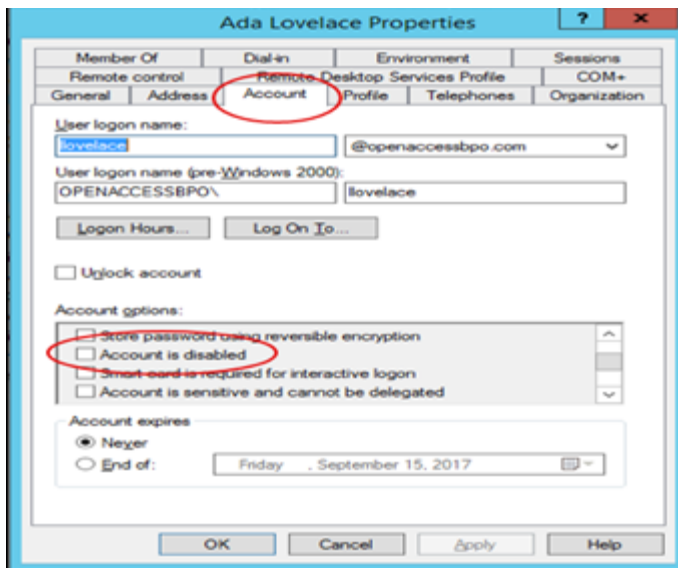 Ada Lovelace Properties ? x
Member Of Dial-in Environment Sessions
Remote control Remote Desktop Services Profile COM+
General Address Account Profile Telephones Organization
User logon name:
llovelace @openaccessbpo.com
User logon name (pre-Windows 2000):
OPENACCESSBPO\ llovelace
Logon Hours... Log On To...
Unlock account
Account options:
Store password using reversible encryption
Account is disabled
Smart card is required for interactive logon
Account is sensitive and cannot be delegated
Account expires
Never
End of: Friday , September 15, 2017
OK Cancel Apply Help